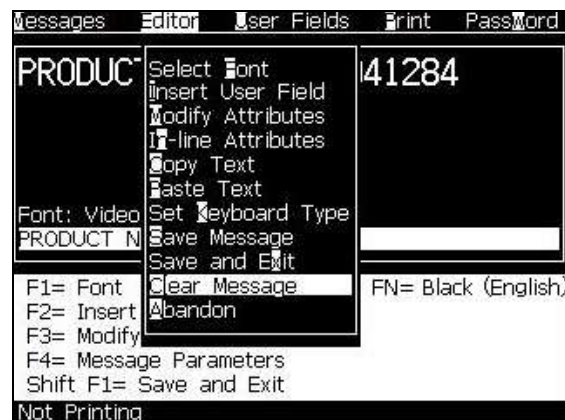 Messages Editor User Fields Print PassWord
PRODUC 041284
Select Font
Insert User Field
Modify Attributes
In-line Attributes
Copy Text
Paste Text
Set Keyboard Type
Font: Video
PRODUCT N
Save Message
Save and Exit
Clear Message
Abandon
F1= Font FN= Black (English)
F2= Insert
F3= Modify
F4= Message Parameters
Shift F1= Save and Exit
Not Printing